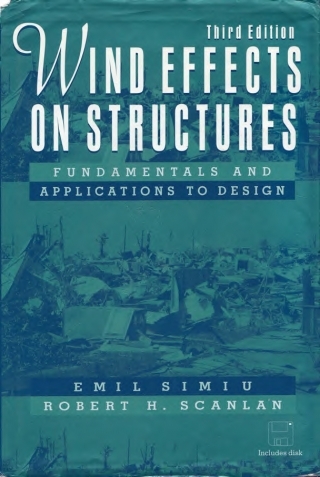 Third Edition
WIND EFFECTS
ON STRUCTURES
FUNDAMENTALS AND
APPLICATIONS TO DESIGN
EMIL SIMIU
ROBERT H. SCANLAN
Includes disk